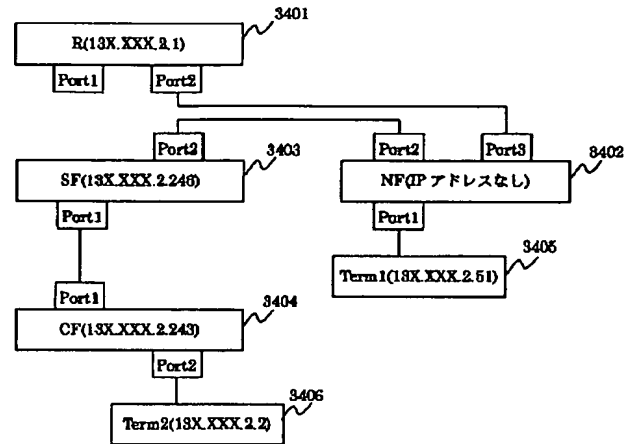 3401
R(13X.XXX.2.1)
Port1 Port2
Port2 3403 Port2 Port3 3402
SF(13X.XXX.2.246) NF(IP アドレスなし)
Port1 Port1
Term1(13X.XXX.2.51) 3405
Port1
3404
CF(13X.XXX.2.243)
Port2
3406
Term2(13X.XXX.2.2)